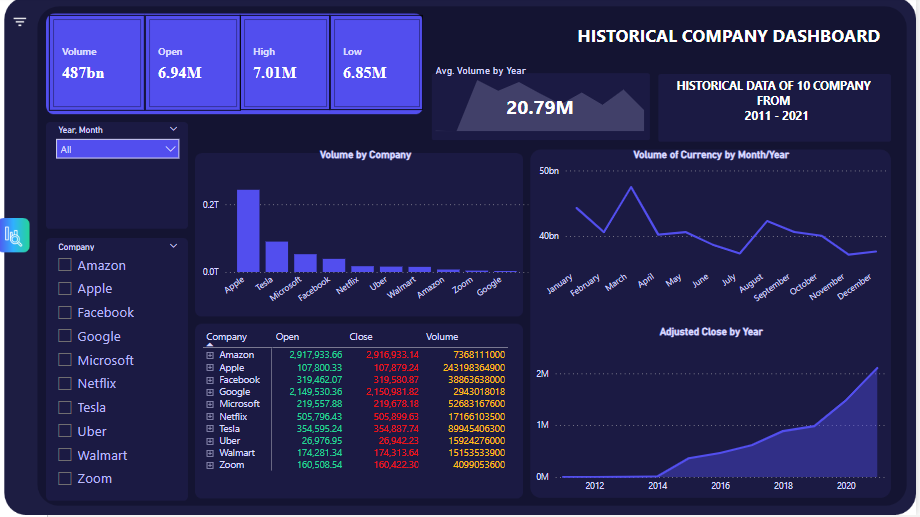 HISTORICAL COMPANY DASHBOARD
Volume
487bn
Open
6.94M
High
7.01M
Low
6.85M
Avg. Volume by Year
20.79M
HISTORICAL DATA OF 10 COMPANY
FROM
2011 - 2021
Year, Month
All
Company
Amazon
Apple
Facebook
Google
Microsoft
Netflix
Tesla
Uber
Walmart
Zoom
Volume by Company
0.2T
0.0T
Apple
Tesla
Microsoft
Facebook
Netflix
Uber
Walmart
Amazon
Zoom
Google
Company Open Close Volume
Amazon 2,917,933.66 2,916,933.14 7368111000
Apple 107,800.33 107,879.24 243198364900
Facebook 319,462.07 319,580.87 38863638000
Google 2,149,530.36 2,150,981.82 2943018018
Microsoft 219,557.88 219,678.18 52683167600
Netflix 505,796.43 505,899.63 17166103500
Tesla 354,595.24 354,887.74 89945406300
Uber 26,976.95 26,942.23 15924276000
Walmart 174,281.34 174,313.64 15153533900
Zoom 160,508.54 160,422.30 4099053600
Volume of Currency by Month/Year
50bn
40bn
January
February
March
April
May
June
July
August
September
October
November
December
Adjusted Close by Year
2M
1M
0M
2012
2014
2016
2018
2020